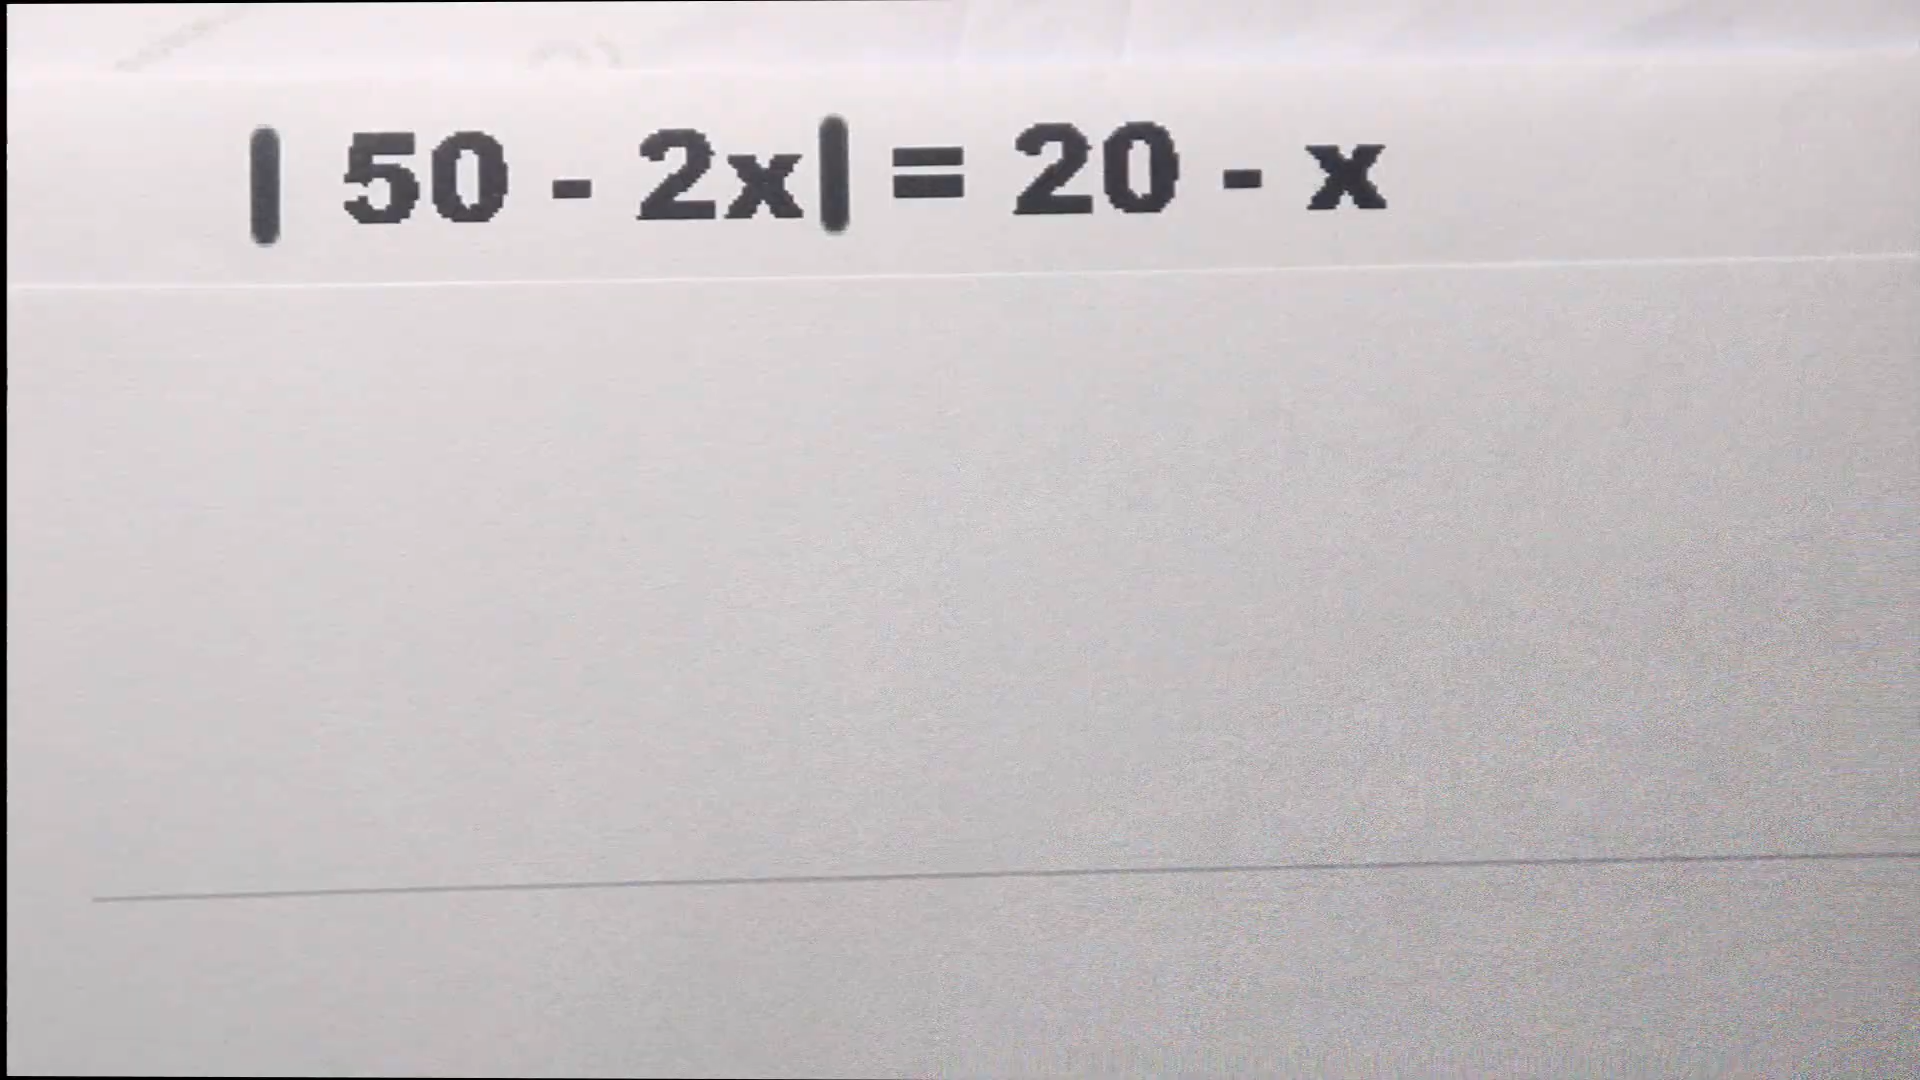 | 50 - 2x| = 20 - x